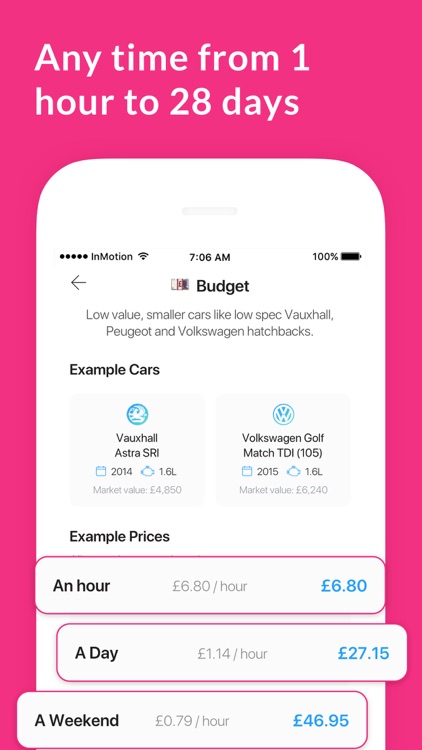 Any time from 1
hour to 28 days
InMotion
7:06 AM
100%
Budget
Low value, smaller cars like low spec Vauxhall,
Peugeot and Volkswagen hatchbacks.
Example Cars
Vauxhall
Astra SRI
2014 1.6L
Market value: £4,850
Volkswagen Golf
Match TDI (105)
2015 1.6L
Market value: £6,240
Example Prices
An hour £6.80 / hour £6.80
A Day £1.14 / hour £27.15
A Weekend £0.79 / hour £46.95